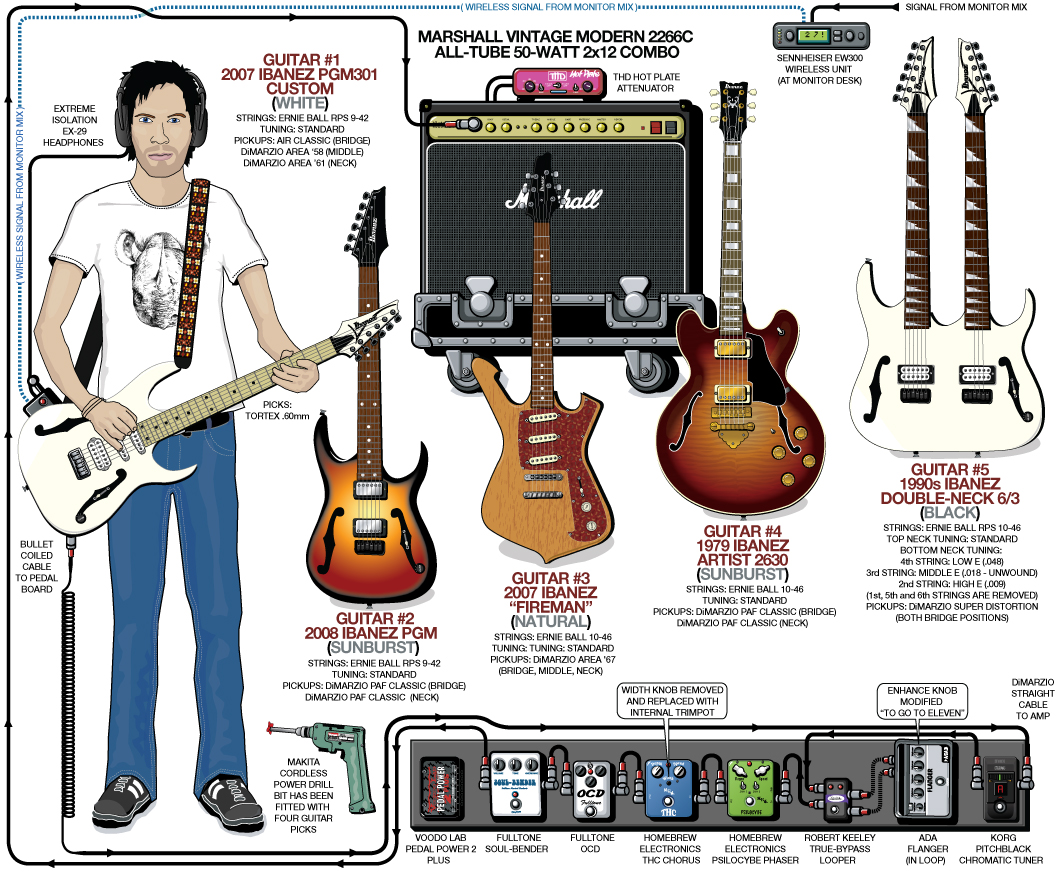 ( WIRELESS SIGNAL FROM MONITOR MIX )
SIGNAL FROM MONITOR MIX
MARSHALL VINTAGE MODERN 2266C
ALL-TUBE 50-WATT 2x12 COMBO
THD HOT PLATE
ATTENUATOR
THD Hot Plate
SENNHEISER EW300
WIRELESS UNIT
(AT MONITOR DESK)
GUITAR #1
2007 IBANEZ PGM301
CUSTOM
(WHITE)
STRINGS: ERNIE BALL RPS 9-42
TUNING: STANDARD
PICKUPS: AIR CLASSIC (BRIDGE)
DiMARZIO AREA '58 (MIDDLE)
DiMARZIO AREA '61 (NECK)
EXTREME
ISOLATION
EX-29
HEADPHONES
( WIRELESS SIGNAL FROM MONITOR MIX )
Ibanez
Marshall
Ibanez
Ibanez
PICKS:
TORTEX .60mm
BULLET
COILED
CABLE
TO PEDAL
BOARD
GUITAR #2
2008 IBANEZ PGM
(SUNBURST)
STRINGS: ERNIE BALL RPS 9-42
TUNING: STANDARD
PICKUPS: DiMARZIO PAF CLASSIC (BRIDGE)
DiMARZIO PAF CLASSIC (NECK)
GUITAR #3
2007 IBANEZ
"FIREMAN"
(NATURAL)
STRINGS: ERNIE BALL 10-46
TUNING: TUNING: STANDARD
PICKUPS: DiMARZIO AREA '67
(BRIDGE, MIDDLE, NECK)
GUITAR #4
1979 IBANEZ
ARTIST 2630
(SUNBURST)
STRINGS: ERNIE BALL 10-46
TUNING: STANDARD
PICKUPS: DiMARZIO PAF CLASSIC (BRIDGE)
DiMARZIO PAF CLASSIC (NECK)
GUITAR #5
1990s IBANEZ
DOUBLE-NECK 6/3
(BLACK)
STRINGS: ERNIE BALL RPS 10-46
TOP NECK TUNING: STANDARD
BOTTOM NECK TUNING:
4th STRING: LOW E (.048)
3rd STRING: MIDDLE E (.018 - UNWOUND)
2nd STRING: HIGH E (.009)
(1st, 5th and 6th STRINGS ARE REMOVED)
PICKUPS: DiMARZIO SUPER DISTORTION
(BOTH BRIDGE POSITIONS)
MAKITA
CORDLESS
POWER DRILL
BIT HAS BEEN
FITTED WITH
FOUR GUITAR
PICKS
WIDTH KNOB REMOVED
AND REPLACED WITH
INTERNAL TRIMPOT
ENHANCE KNOB
MODIFIED
"TO GO TO ELEVEN"
DiMARZIO
STRAIGHT
CABLE
TO AMP
PEDAL POWER
SOUL-BENDER
OCD
Fulltone
THC
FLANGER
VOODO LAB
PEDAL POWER 2
PLUS
FULLTONE
SOUL-BENDER
FULLTONE
OCD
HOMEBREW
ELECTRONICS
THC CHORUS
HOMEBREW
ELECTRONICS
PSILOCYBE PHASER
ROBERT KEELEY
TRUE-BYPASS
LOOPER
ADA
FLANGER
(IN LOOP)
KORG
PITCHBLACK
CHROMATIC TUNER